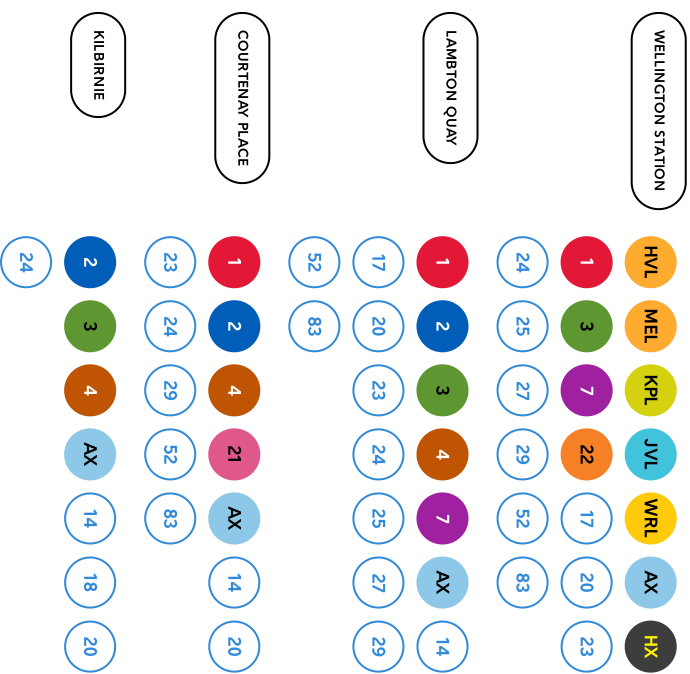 WELLINGTON STATION
HVL MEL KPL JVL WRL AX HX
1 3 7 22 17 20 23
24 25 27 29 52 83
LAMBTON QUAY
1 2 3 4 7 AX 14
17 20 23 24 25 27 29
52 83
COURTENAY PLACE
1 2 4 21 AX 14 20
23 24 29 52 83
KILBIRNIE
2 3 4 AX 14 18 20
24